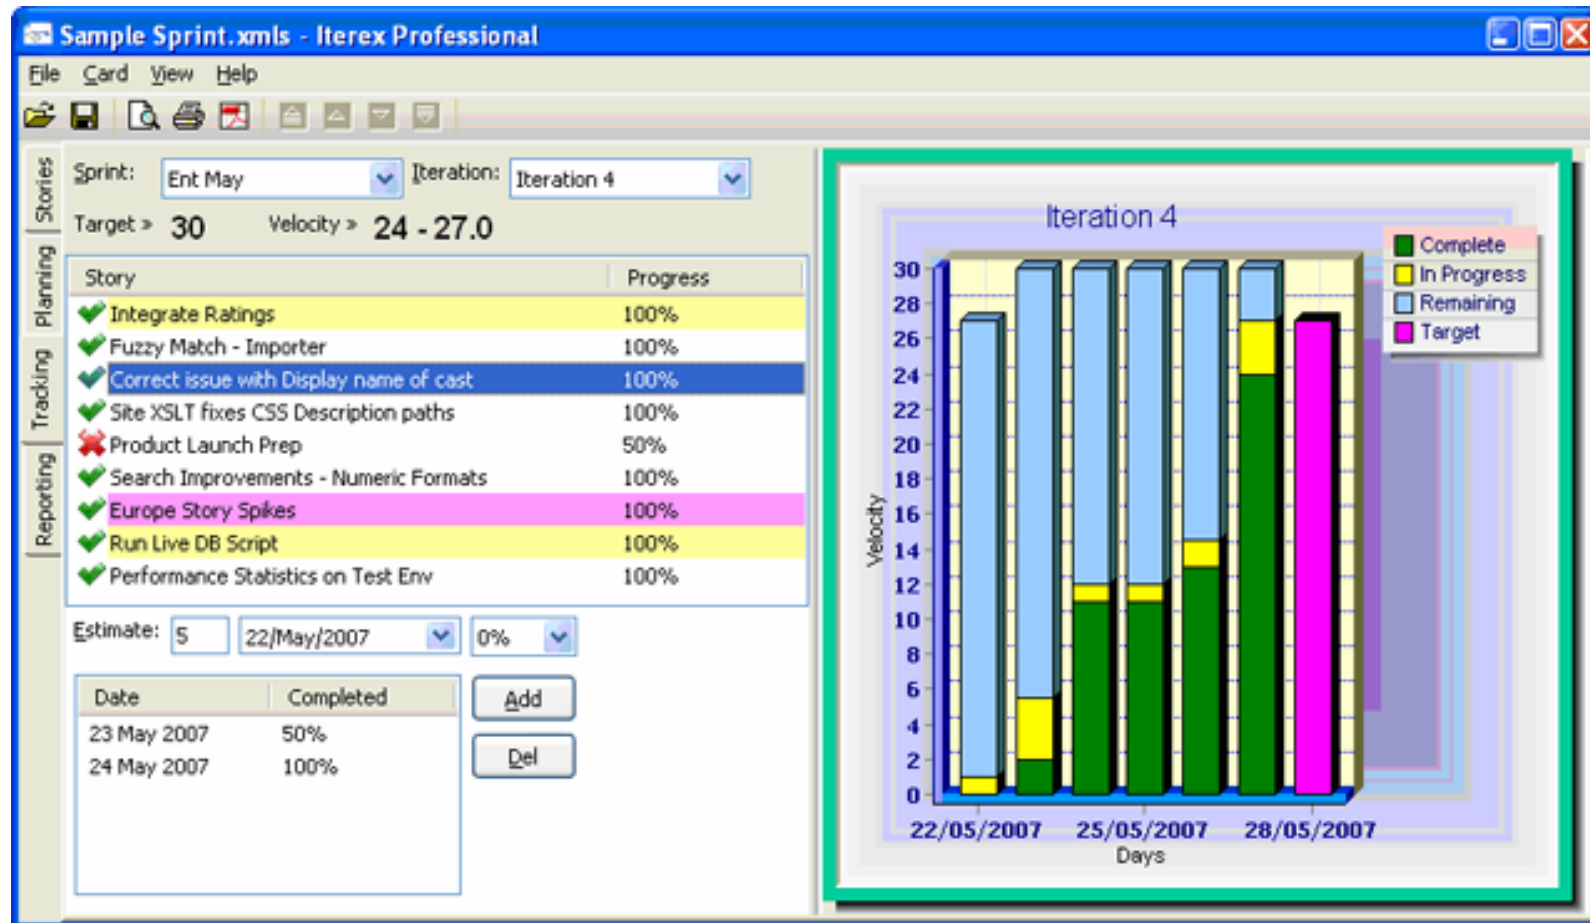 Sample Sprint.xmls - Iterex Professional
File Card View Help
Stories
Planning
Tracking
Reporting
Sprint: Ent May Iteration: Iteration 4
Target » 30 Velocity » 24 - 27.0
Story Progress
Integrate Ratings 100%
Fuzzy Match - Importer 100%
Correct issue with Display name of cast 100%
Site XSLT fixes CSS Description paths 100%
Product Launch Prep 50%
Search Improvements - Numeric Formats 100%
Europe Story Spikes 100%
Run Live DB Script 100%
Performance Statistics on Test Env 100%
Estimate: 5 22/May/2007 0%
Date Completed
23 May 2007 50%
24 May 2007 100%
Add
Del
Iteration 4
Complete
In Progress
Remaining
Target
Velocity
30
28
26
24
22
20
18
16
14
12
10
8
6
4
2
0
22/05/2007 25/05/2007 28/05/2007
Days